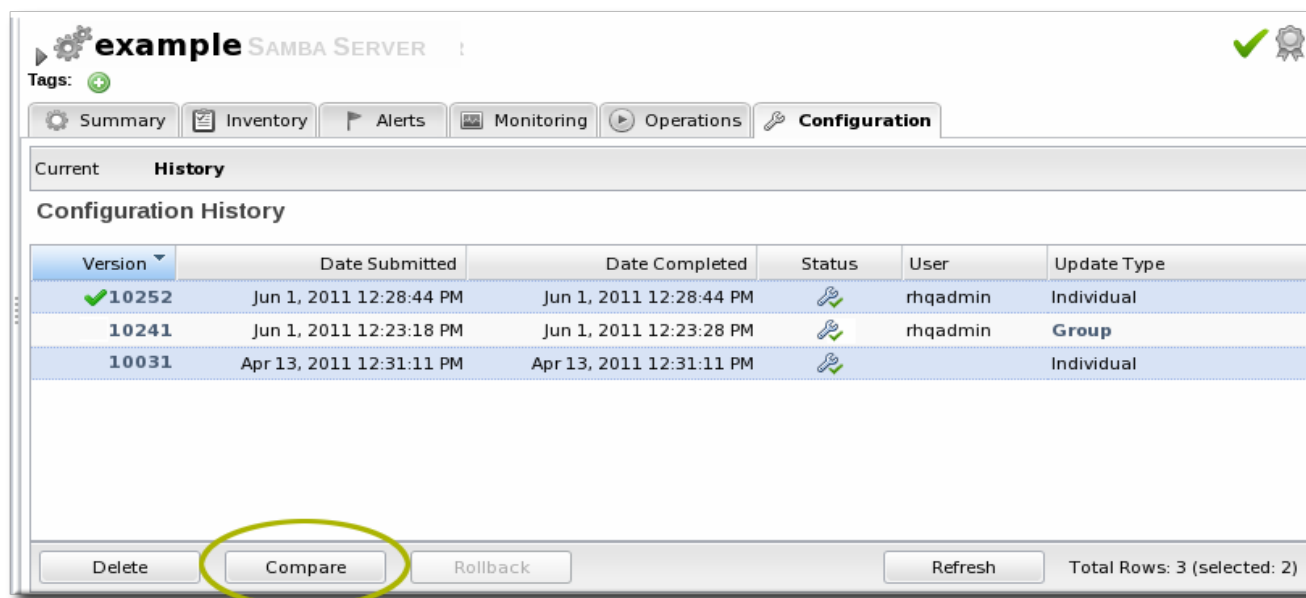 example SAMBA SERVER
Tags:
Summary Inventory Alerts Monitoring Operations Configuration
Current History
Configuration History
Version Date Submitted Date Completed Status User Update Type
10252 Jun 1, 2011 12:28:44 PM Jun 1, 2011 12:28:44 PM rhqadmin Individual
10241 Jun 1, 2011 12:23:18 PM Jun 1, 2011 12:23:28 PM rhqadmin Group
10031 Apr 13, 2011 12:31:11 PM Apr 13, 2011 12:31:11 PM Individual
Delete Compare Rollback Refresh Total Rows: 3 (selected: 2)